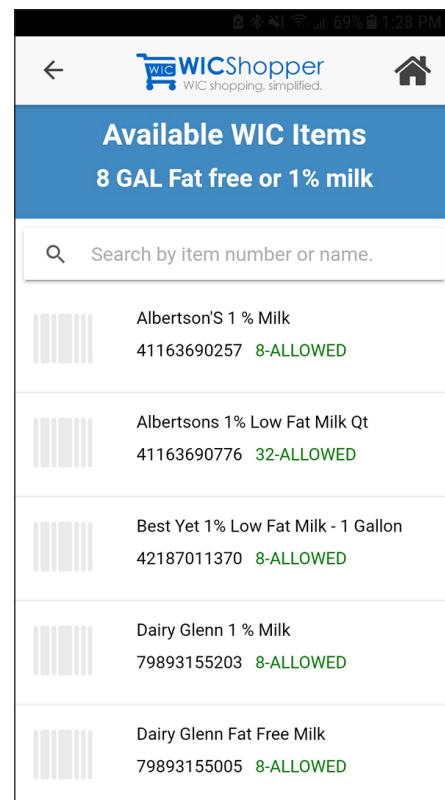 69% 1:28 PM
WIC WICShopper
WIC shopping, simplified.
Available WIC Items
8 GAL Fat free or 1% milk
Search by item number or name.
Albertson'S 1 % Milk
41163690257 8-ALLOWED
Albertsons 1% Low Fat Milk Qt
41163690776 32-ALLOWED
Best Yet 1% Low Fat Milk - 1 Gallon
42187011370 8-ALLOWED
Dairy Glenn 1 % Milk
79893155203 8-ALLOWED
Dairy Glenn Fat Free Milk
79893155005 8-ALLOWED